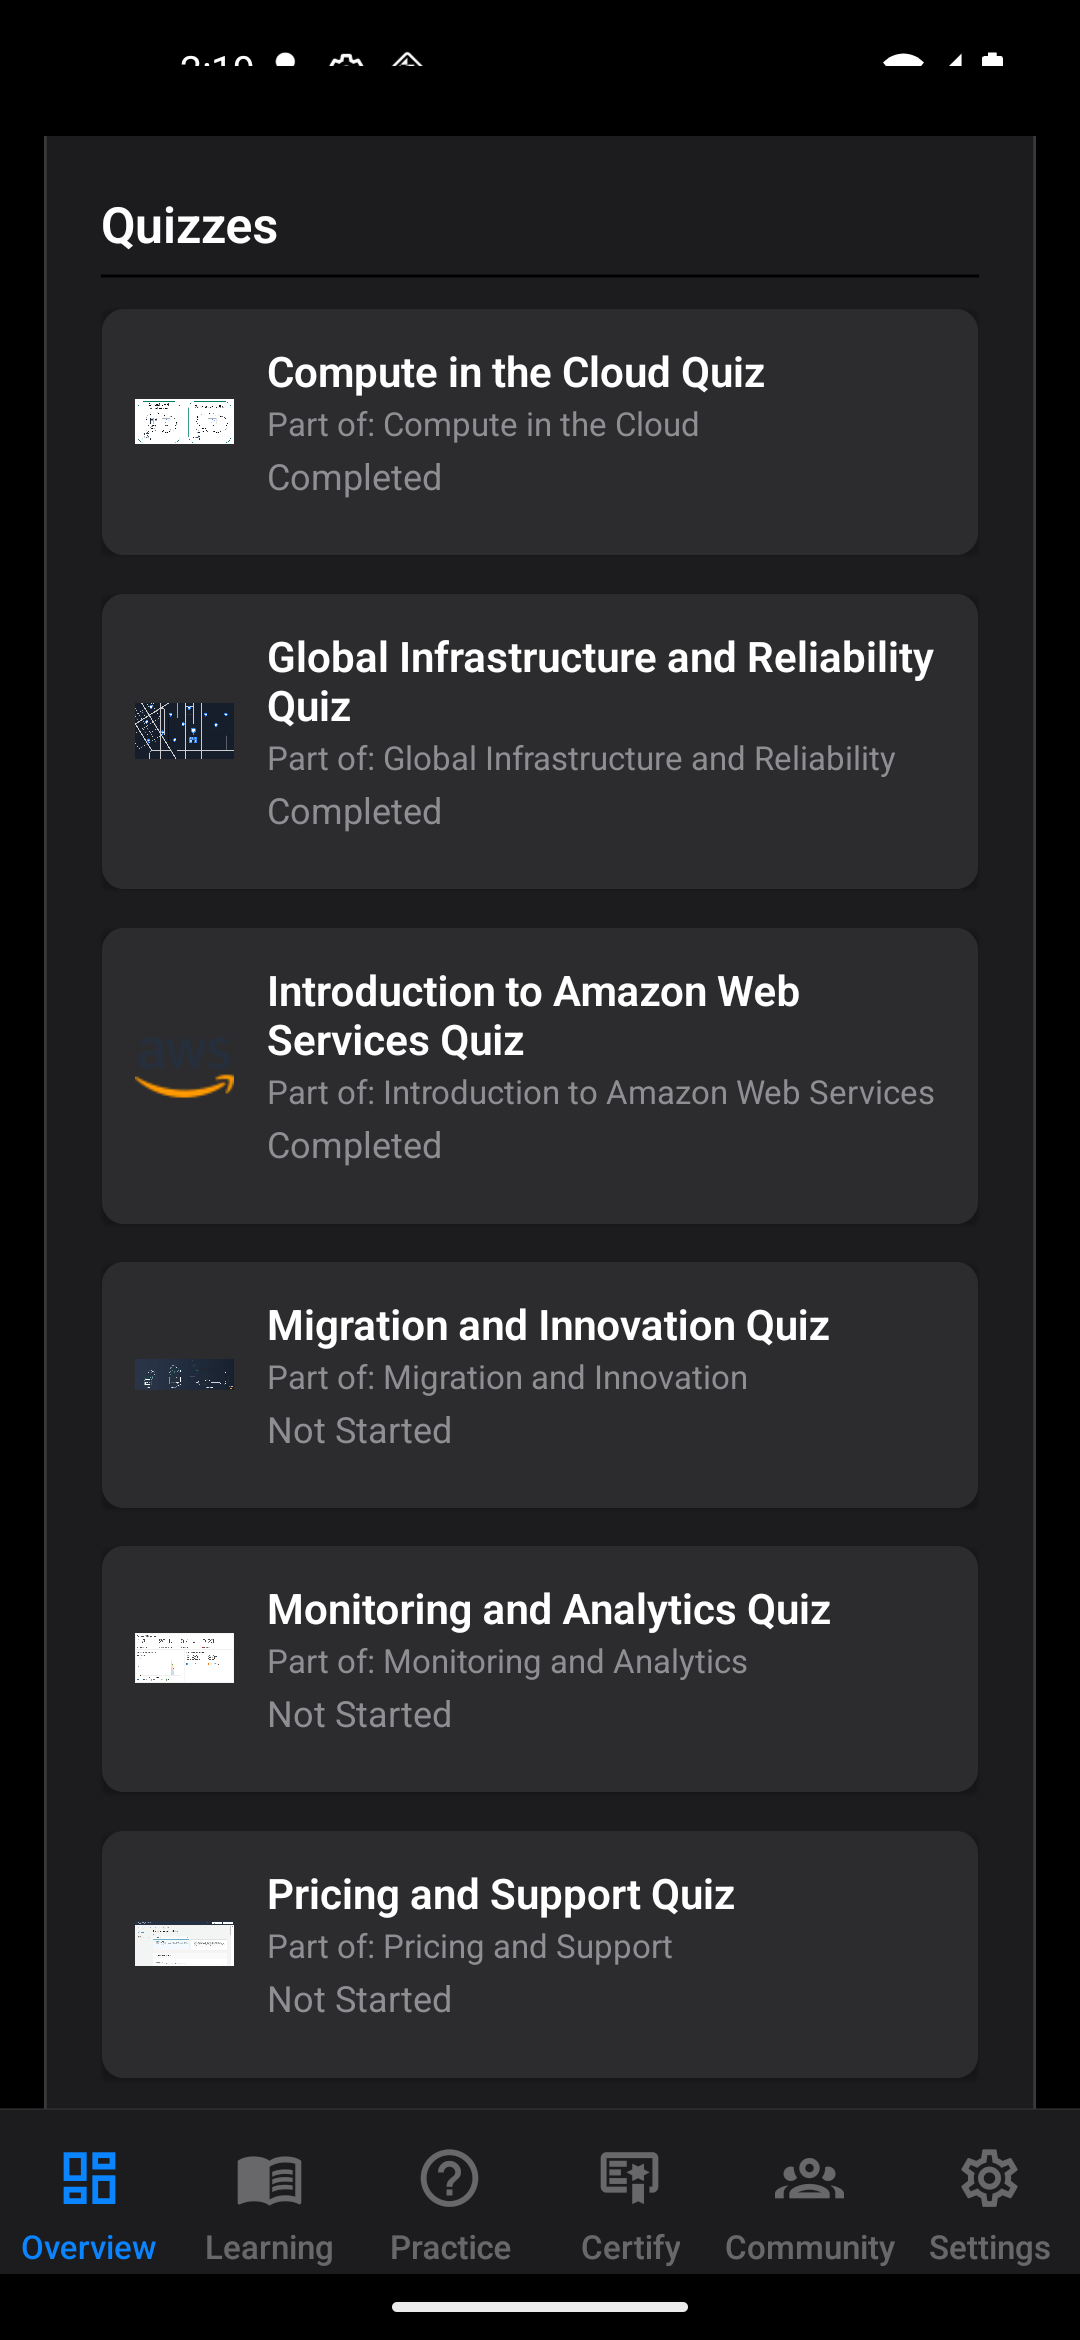 Quizzes
Compute in the Cloud Quiz
Part of: Compute in the Cloud
Completed
Global Infrastructure and Reliability
Quiz
Part of: Global Infrastructure and Reliability
Completed
aws
Introduction to Amazon Web
Services Quiz
Part of: Introduction to Amazon Web Services
Completed
Migration and Innovation Quiz
Part of: Migration and Innovation
Not Started
Monitoring and Analytics Quiz
Part of: Monitoring and Analytics
Not Started
Pricing and Support Quiz
Part of: Pricing and Support
Not Started
Overview
Learning
Practice
Certify
Community
Settings